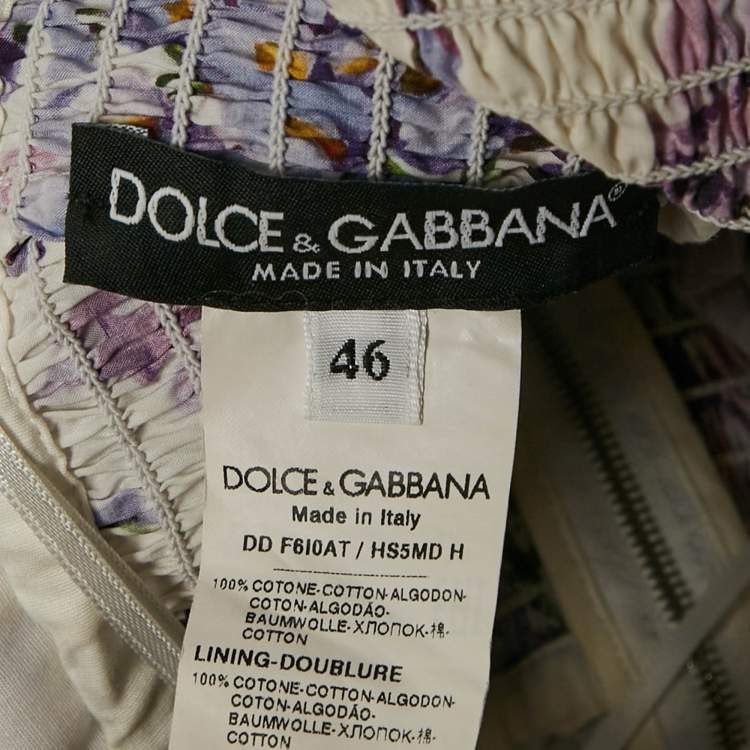 DOLCE & GABBANA®
MADE IN ITALY
46
DOLCE & GABBANA
Made in Italy
DD F6I0AT / HS5MD H
100% COTONE-COTTON-ALGODON-
COTON-ALGODÃO-
BAUMWOLLE-ХЛОПОК-棉-
COTTON
LINING-DOUBLURE
100% COTONE-COTTON-ALGODON-
COTON-ALGODÃO-
BAUMWOLLE-ХЛОПОК-棉-
COTTON